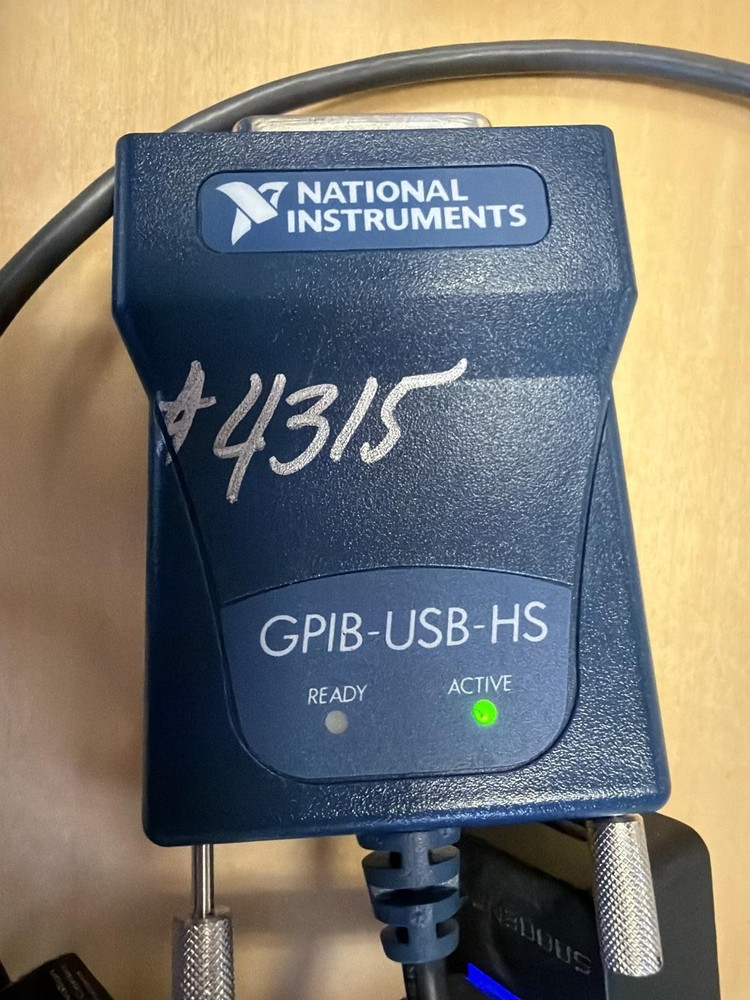 NATIONAL
INSTRUMENTS
#4315
GPIB-USB-HS
READY ACTIVE